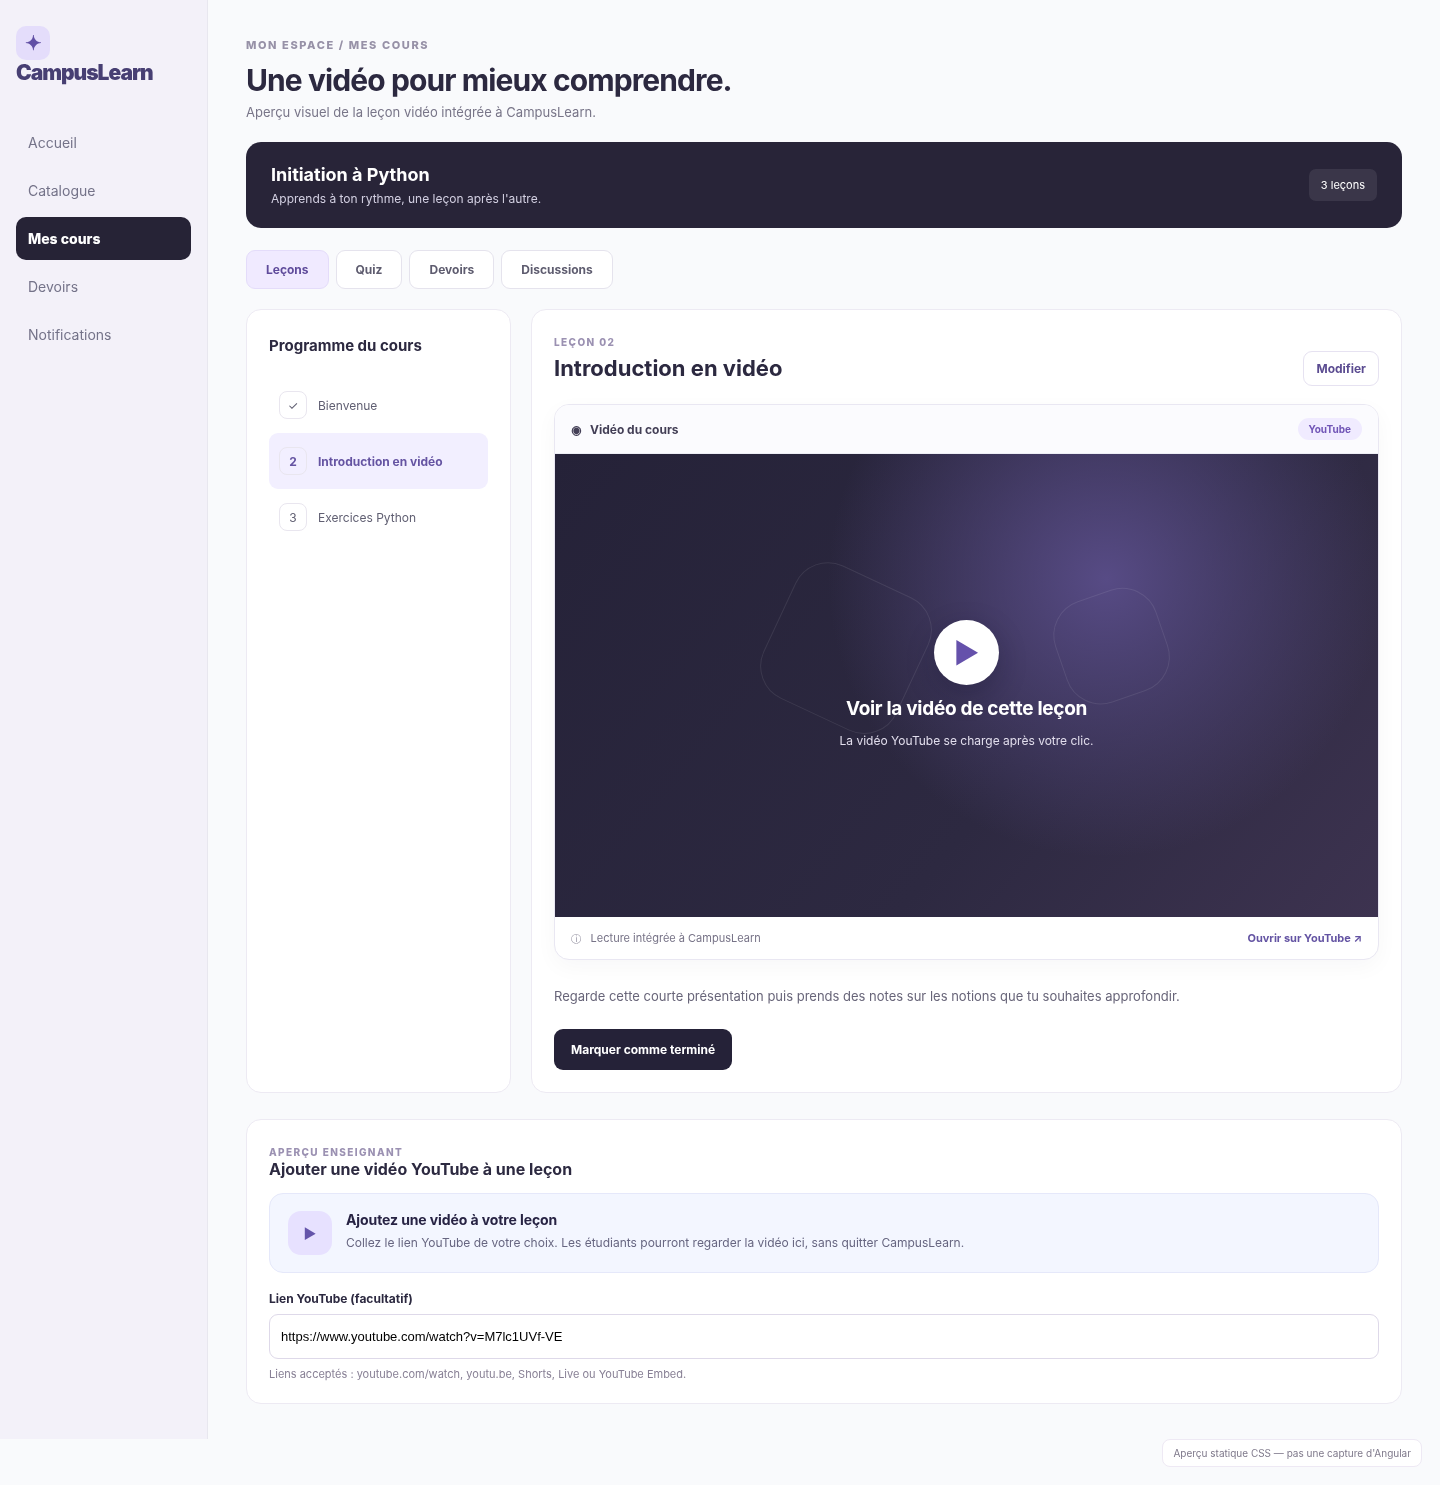 CampusLearn
Accueil
Catalogue
Mes cours
Devoirs
Notifications
MON ESPACE / MES COURS
Une vidéo pour mieux comprendre.
Aperçu visuel de la leçon vidéo intégrée à CampusLearn.
Initiation à Python
Apprends à ton rythme, une leçon après l'autre.
3 leçons
Leçons
Quiz
Devoirs
Discussions
Programme du cours
✓ Bienvenue
2 Introduction en vidéo
3 Exercices Python
LEÇON 02
Introduction en vidéo
Modifier
Vidéo du cours
YouTube
Voir la vidéo de cette leçon
La vidéo YouTube se charge après votre clic.
ⓘ Lecture intégrée à CampusLearn
Ouvrir sur YouTube ↗
Regarde cette courte présentation puis prends des notes sur les notions que tu souhaites approfondir.
Marquer comme terminé
APERÇU ENSEIGNANT
Ajouter une vidéo YouTube à une leçon
Ajoutez une vidéo à votre leçon
Collez le lien YouTube de votre choix. Les étudiants pourront regarder la vidéo ici, sans quitter CampusLearn.
Lien YouTube (facultatif)
https://www.youtube.com/watch?v=M7lc1UVf-VE
Liens acceptés : youtube.com/watch, youtu.be, Shorts, Live ou YouTube Embed.
Aperçu statique CSS — pas une capture d'Angular